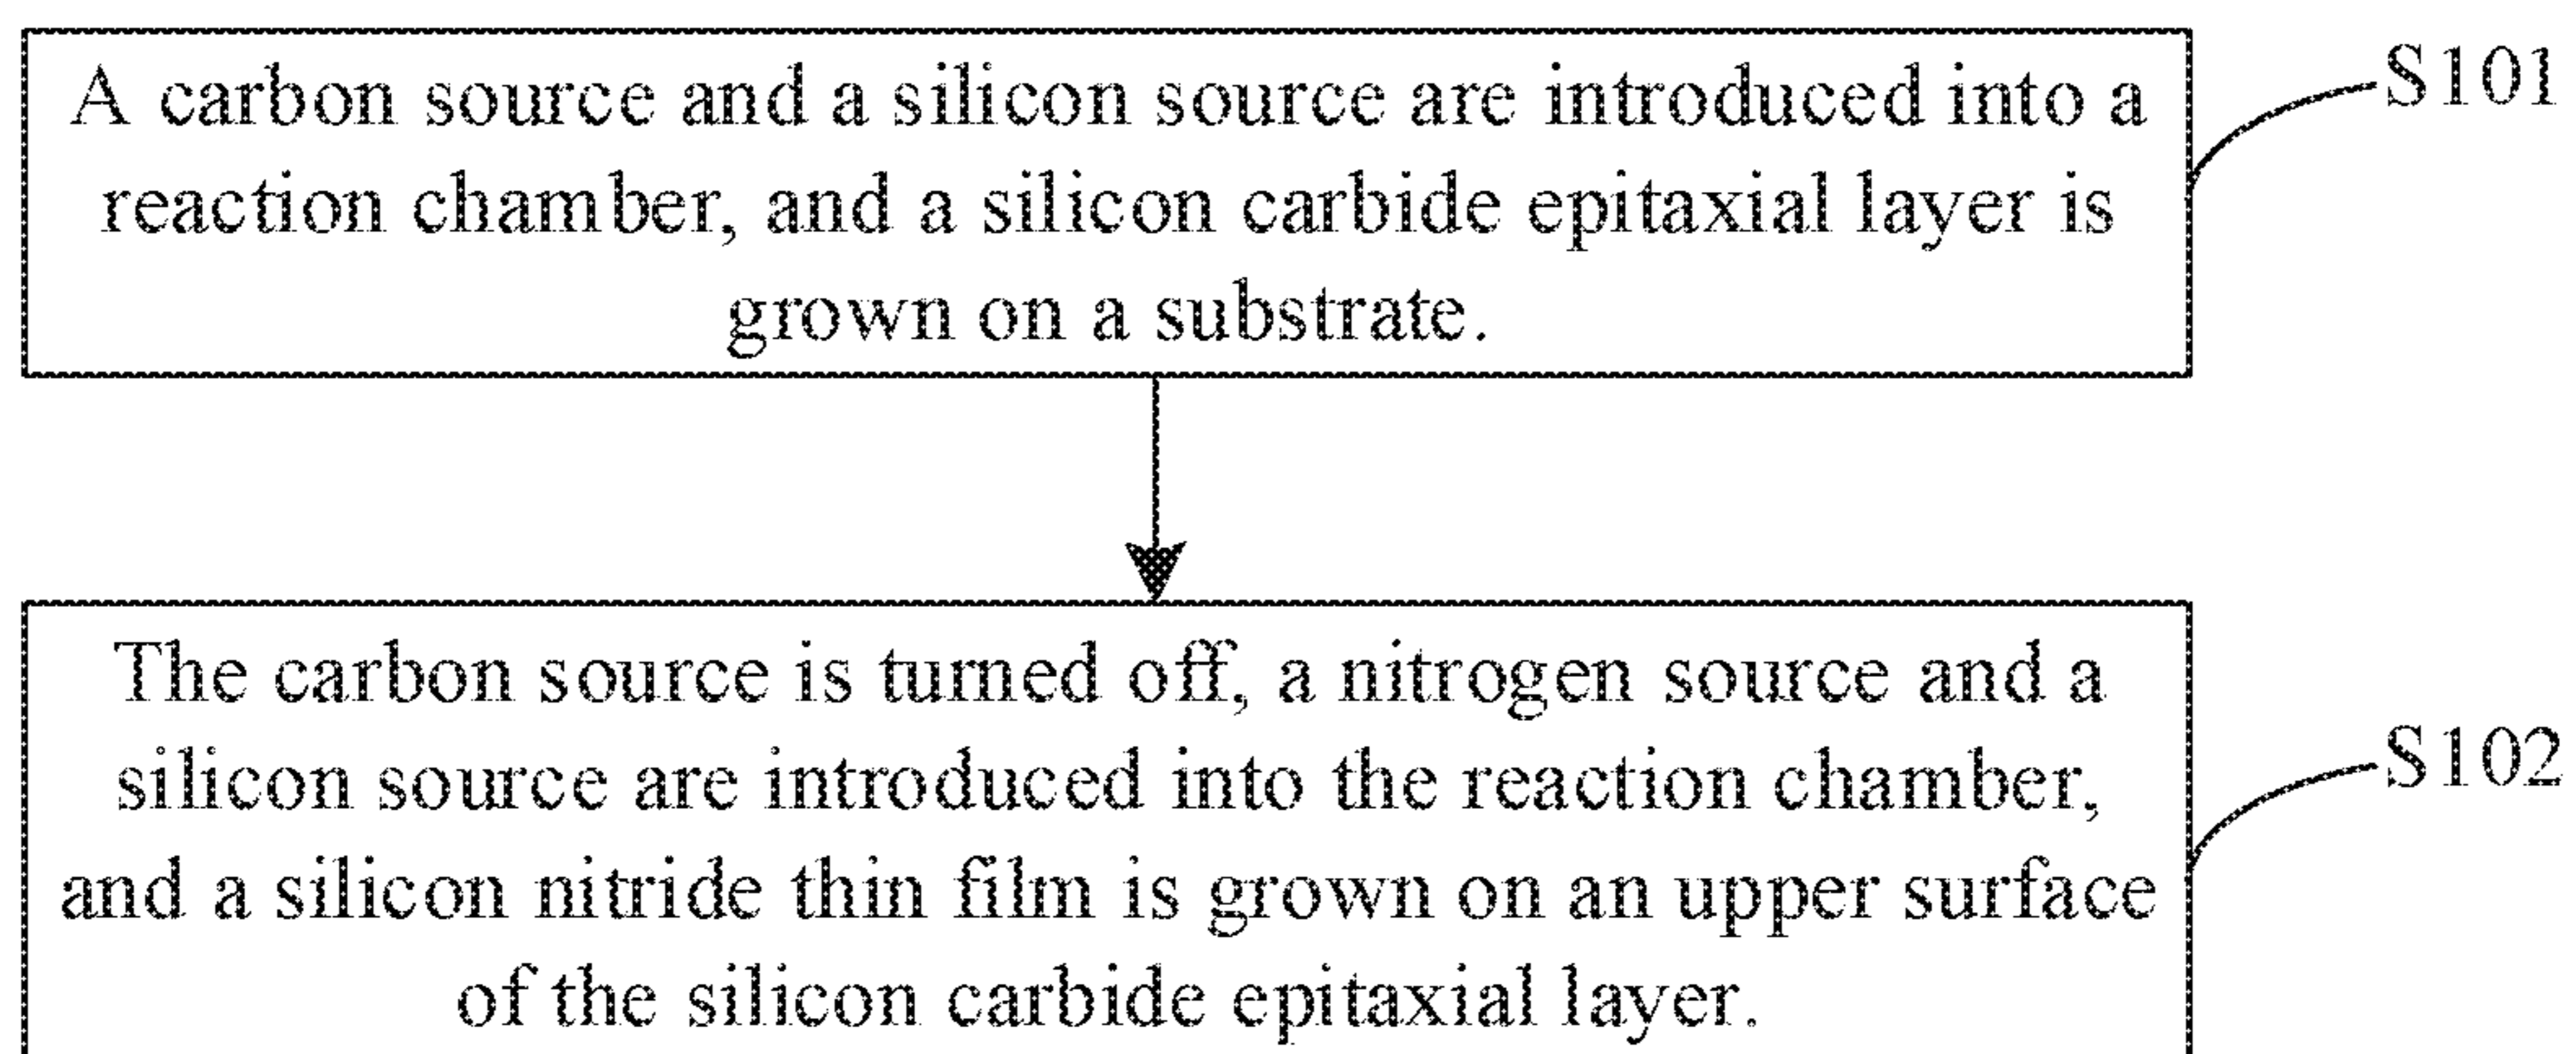 A carbon source and a silicon source are introduced into a
reaction chamber, and a silicon carbide epitaxial layer is
grown on a substrate.
S101
The carbon source is turned off, a nitrogen source and a
silicon source are introduced into the reaction chamber,
and a silicon nitride thin film is grown on an upper surface
of the silicon carbide epitaxial layer.
S102